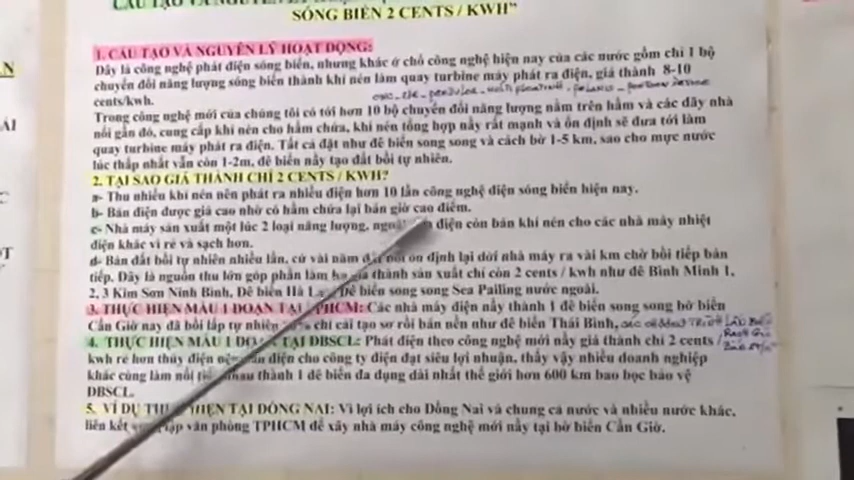 SÓNG BIỂN 2 CENTS / KWH"
1. CẤU TẠO VÀ NGUYÊN LÝ HOẠT ĐỘNG:
Đây là công nghệ phát điện sóng biển, nhưng khác ở chổ công nghệ hiện nay của các nước gồm chỉ 1 bộ
chuyển đổi năng lượng sóng biển thành khí nén làm quay turbine máy phát ra điện, giá thành 8-10
cents/kwh.
Trong công nghệ mới của chúng tôi có tới hơn 10 bộ chuyển đổi năng lượng nằm trên hầm và các dãy nhà
nổi gần đó, cung cấp khí nén cho hầm chứa, khí nén tổng hợp nầy rất mạnh và ổn định sẽ đưa tới làm
quay turbine máy phát ra điện. Tất cả đặt như đê biển song song và cách bờ 1-5 km, sao cho mực nước
lúc thấp nhất vẫn còn 1-2m, đê biển nầy tạo đất bồi tự nhiên.
2. TẠI SAO GIÁ THÀNH CHỈ 2 CENTS / KWH?
a- Thu nhiều khí nén nên phát ra nhiều điện hơn 10 lần công nghệ điện sóng biển hiện nay.
b- Bán điện được giá cao nhờ có hầm chứa lại bán giờ cao điểm.
c- Nhà máy sản xuất một lúc 2 loại năng lượng, điện còn bán khí nén cho các nhà máy nhiệt
điện khác vì rẻ và sạch hơn.
d- Bán đất bồi tự nhiên nhiều lần, cứ vài năm ổn định lại dời nhà máy ra vài km chờ bồi tiếp bán
tiếp. Đây là nguồn thu lớn góp phần làm giá thành sản xuất chỉ còn 2 cents / kwh như đê Bình Minh 1,
2, 3 Kim Sơn Ninh Bình, Đê biển Hà Đê biển song song Sea Pailing nước ngoài.
3. THỰC HIỆN MẪU 1 ĐOẠN TẠI TPHCM: Các nhà máy điện nầy thành 1 đê biển song song bờ biển
Cần Giờ nay đã bồi lắp tự nhiên chỉ cải tạo sơ rồi bán nền như đê biển Thái Bình,
4. THỰC HIỆN MẪU 1 TẠI ĐBSCL: Phát điện theo công nghệ mới nầy giá thành chỉ 2 cents /
kwh rẻ hơn thủy điện điện cho công ty điện đạt siêu lợi nhuận, thấy vậy nhiều doanh nghiệp
khác cùng làm nối nhau thành 1 đê biển đa dụng dài nhất thế giới hơn 600 km bao bọc bảo vệ
ĐBSCL.
5. VÍ DỤ HIỆN TẠI ĐỒNG NAI: Vì lợi ích cho Đồng Nai và chung cả nước và nhiều nước khác,
liên kết lập văn phòng TPHCM để xây nhà máy công nghệ mới nầy tại bờ biển Cần Giờ.